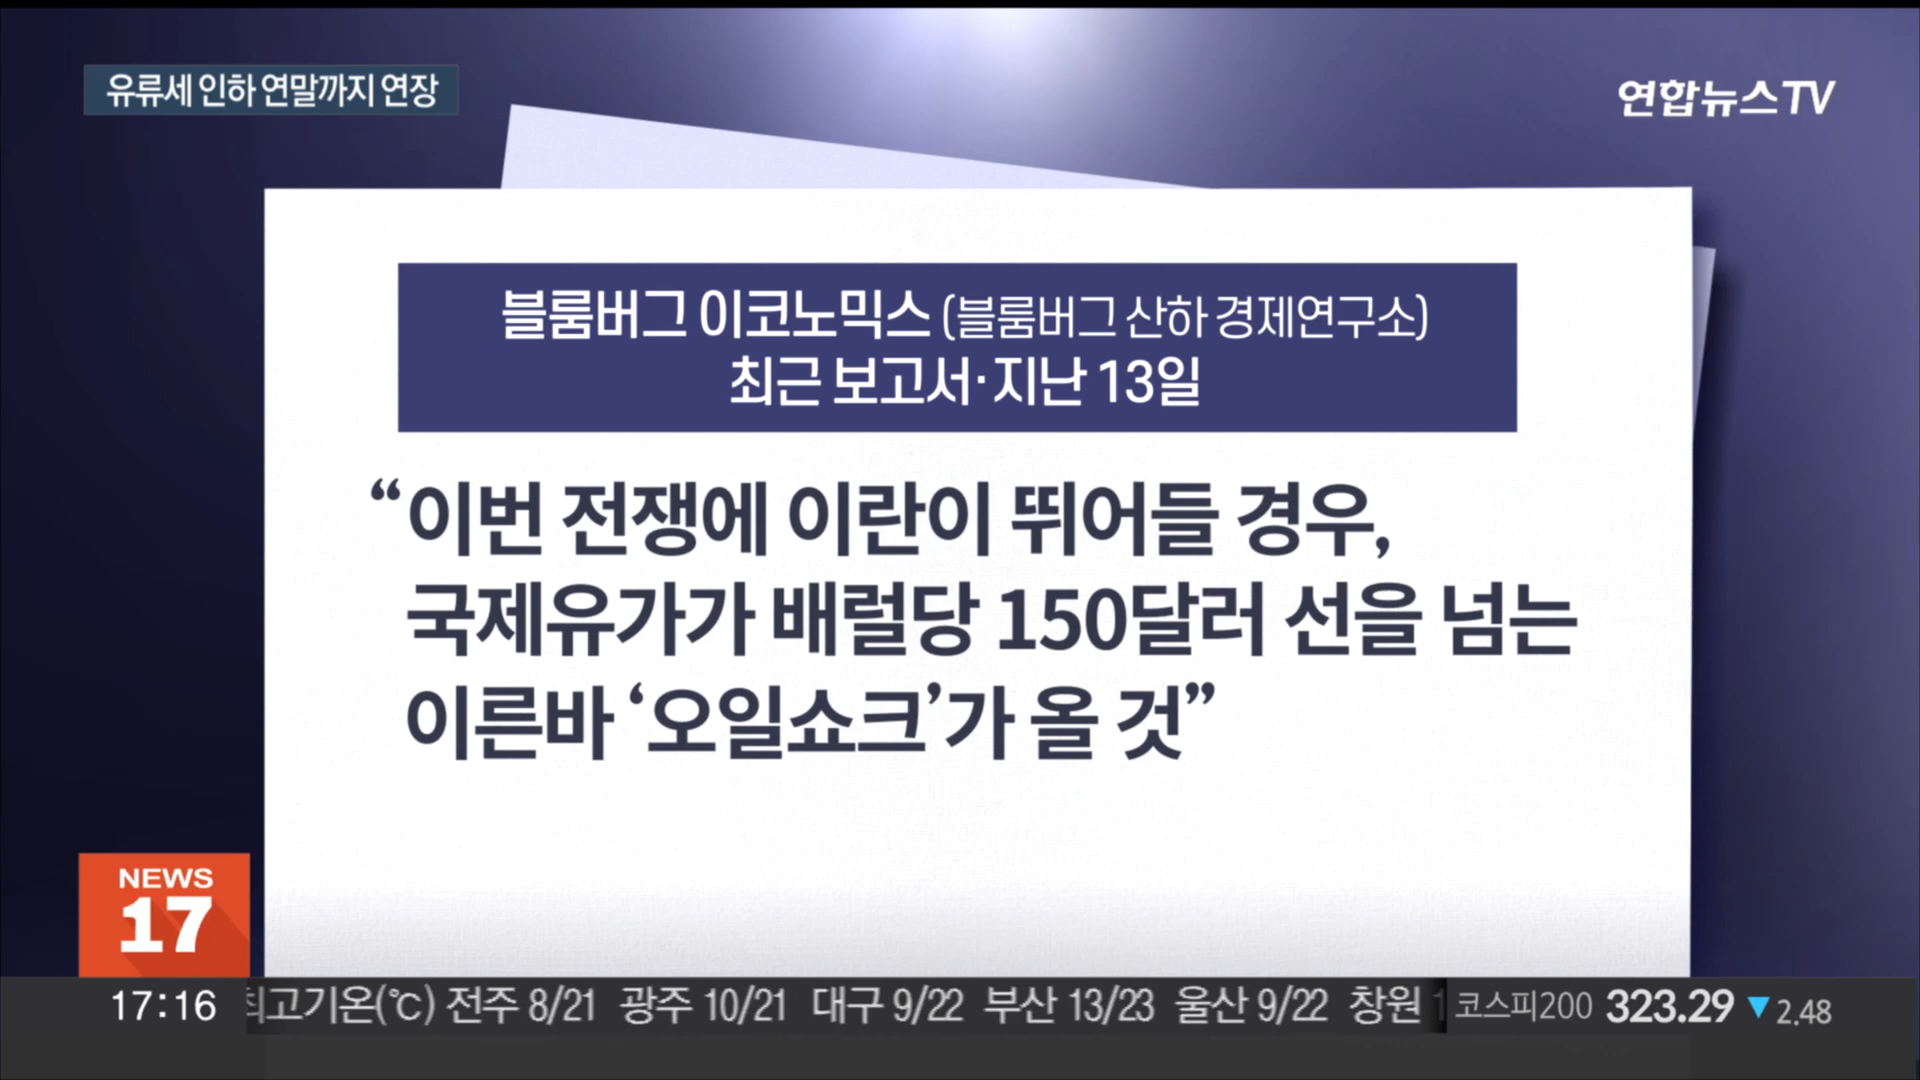 유류세 인하 연말까지 연장
연합뉴스TV
블룸버그 이코노믹스 (블룸버그 산하 경제연구소)
최근 보고서·지난 13일
“이번 전쟁에 이란이 뛰어들 경우,
국제유가가 배럴당 150달러 선을 넘는
이른바 ‘오일쇼크’가 올 것”
NEWS
17
17:16 최고기온(℃) 전주 8/21 광주 10/21 대구 9/22 부산 13/23 울산 9/22 창원 코스피200 323.29 ▼ 2.48